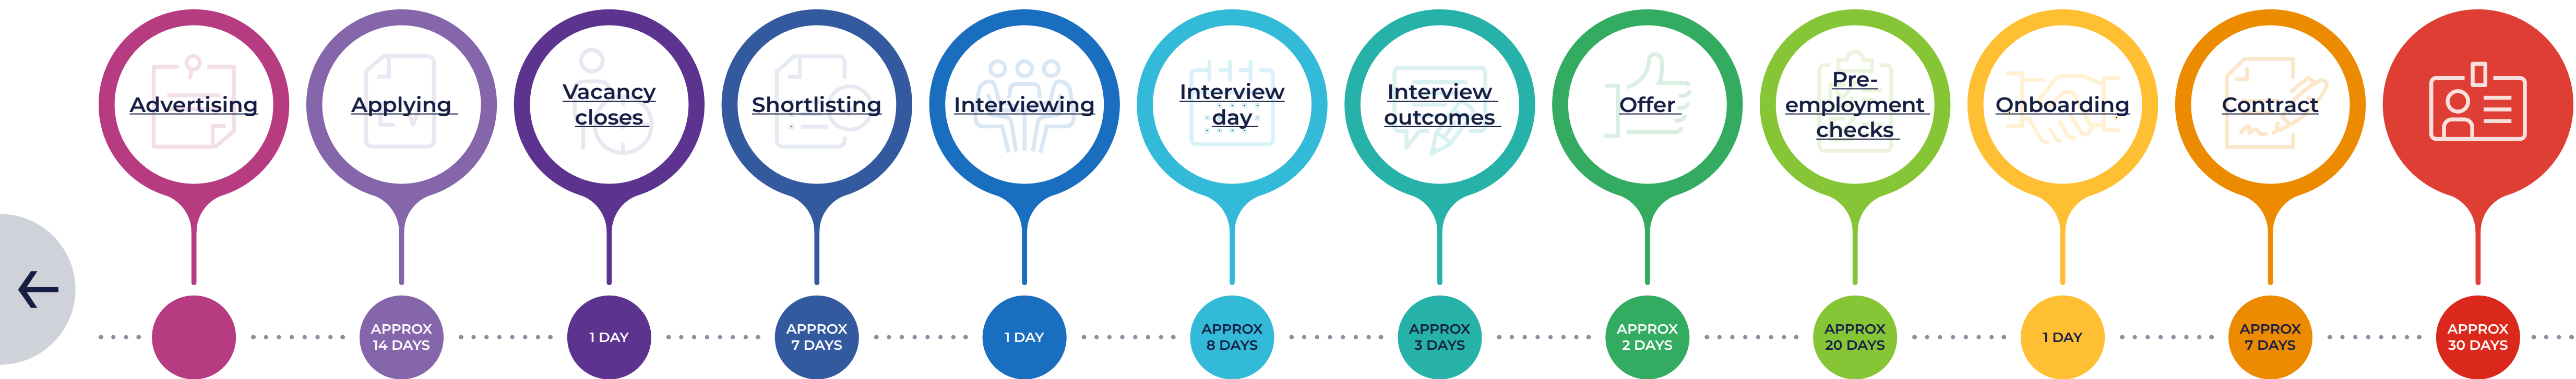 Advertising
Applying
Vacancy
closes
Shortlisting
Interviewing
Interview
day
Interview
outcomes
Offer
Pre-
employment
checks
Onboarding
Contract
APPROX
14 DAYS
1 DAY
APPROX
7 DAYS
1 DAY
APPROX
8 DAYS
APPROX
3 DAYS
APPROX
2 DAYS
APPROX
20 DAYS
1 DAY
APPROX
7 DAYS
APPROX
30 DAYS